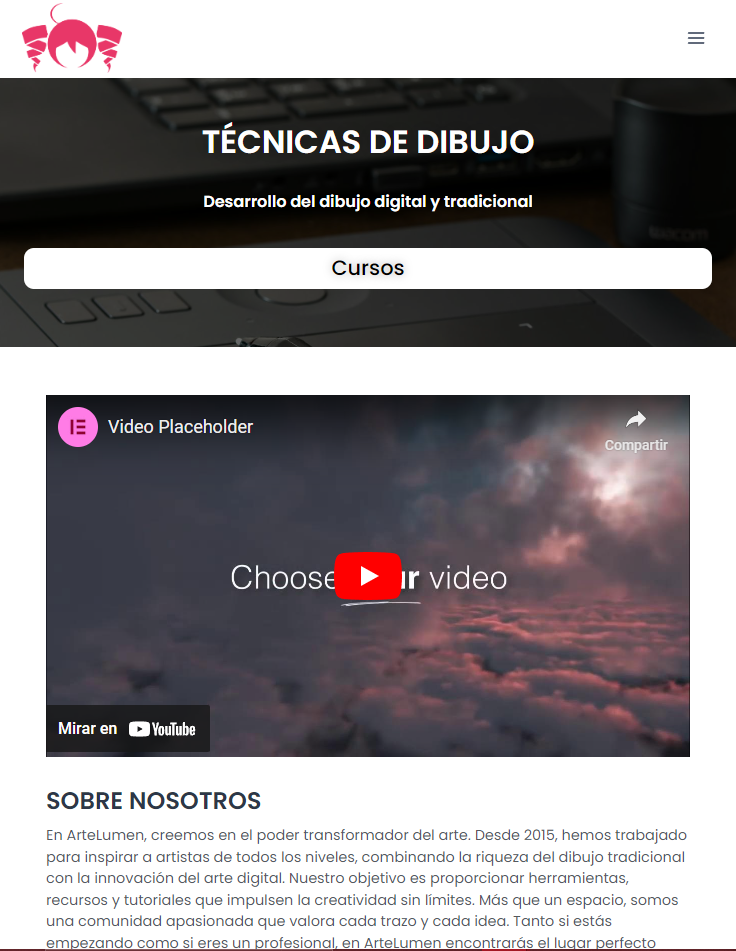 TÉCNICAS DE DIBUJO
Desarrollo del dibujo digital y tradicional
wacom
Cursos
Video Placeholder
Compartir
Choose ur video
Mirar en YouTube
SOBRE NOSOTROS
En ArteLumen, creemos en el poder transformador del arte. Desde 2015, hemos trabajado
para inspirar a artistas de todos los niveles, combinando la riqueza del dibujo tradicional
con la innovación del arte digital. Nuestro objetivo es proporcionar herramientas,
recursos y tutoriales que impulsen la creatividad sin límites. Más que un espacio, somos
una comunidad apasionada que valora cada trazo y cada idea. Tanto si estás
empezando como si eres un profesional, en ArteLumen encontrarás el lugar perfecto